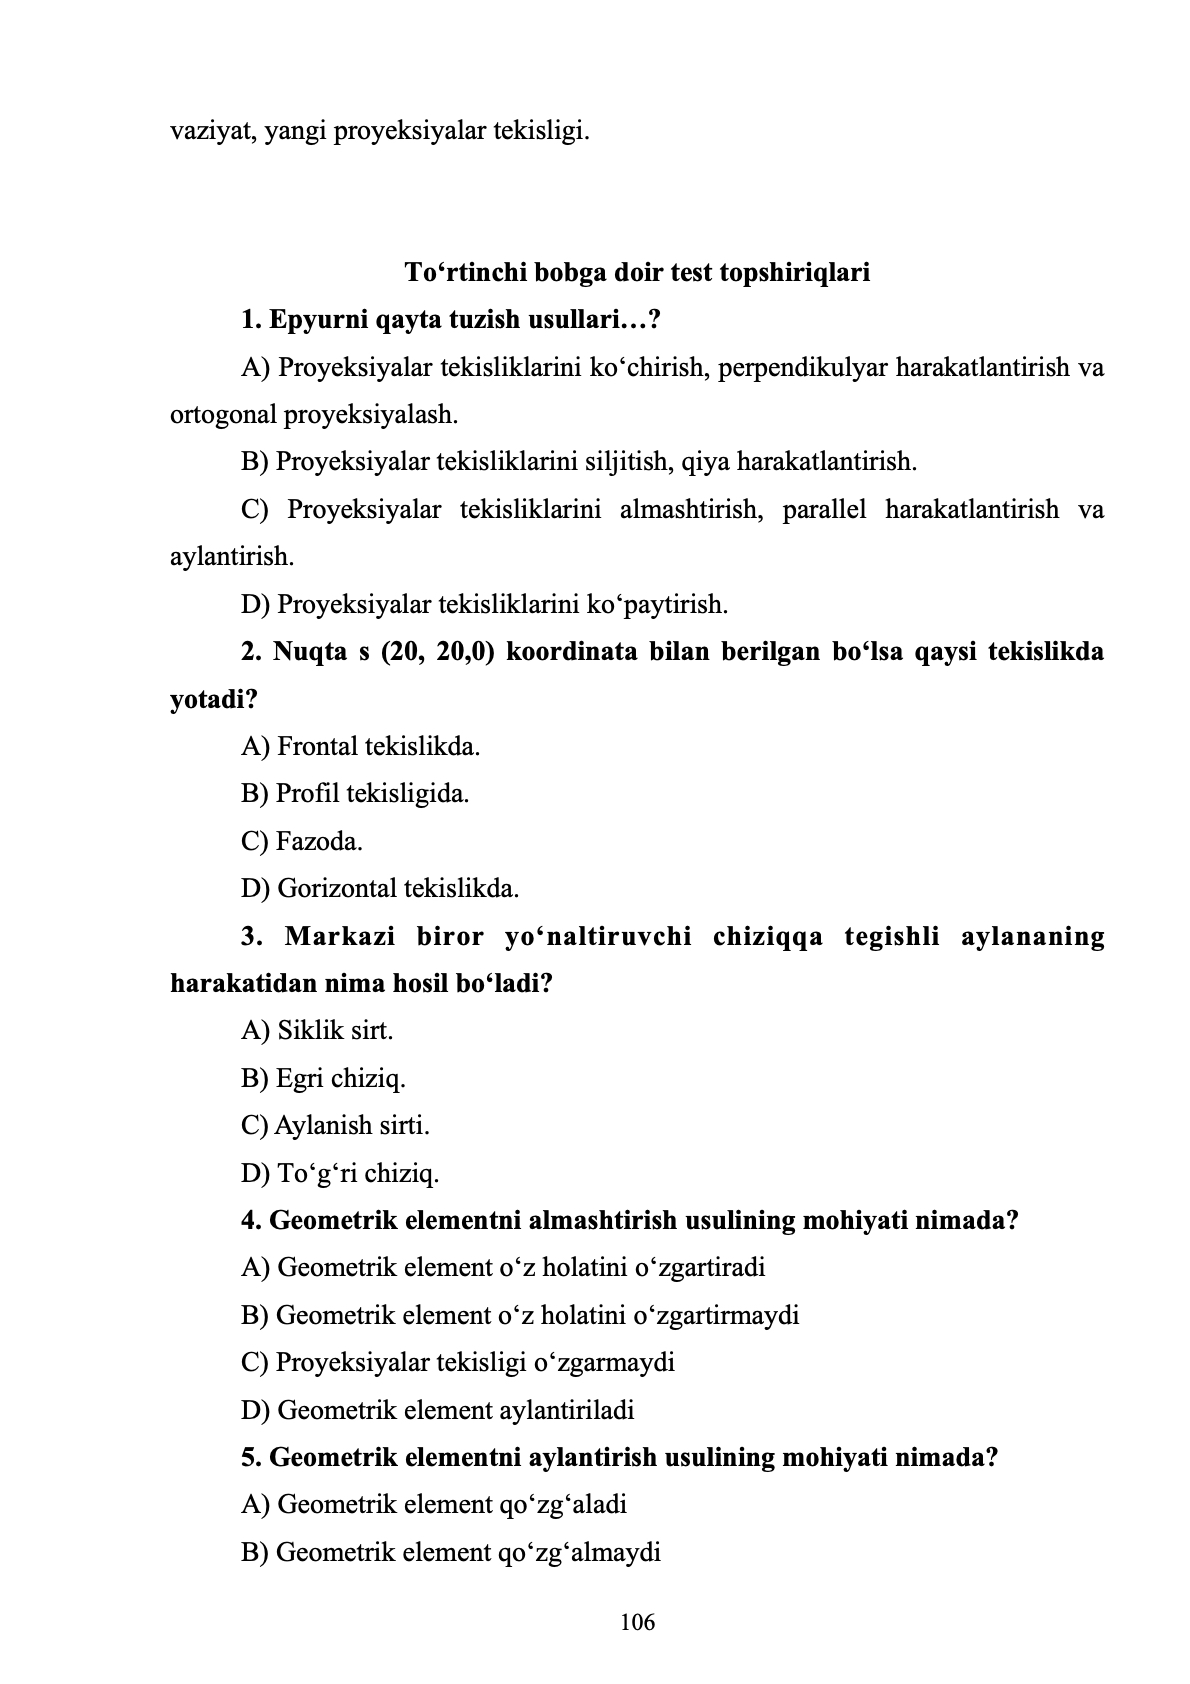 vaziyat, yangi proyeksiyalar tekisligi.
To‘rtinchi bobga doir test topshiriqlari
1. Epyurni qayta tuzish usullari…?
A) Proyeksiyalar tekisliklarini ko‘chirish, perpendikulyar harakatlantirish va
ortogonal proyeksiyalash.
B) Proyeksiyalar tekisliklarini siljitish, qiya harakatlantirish.
C) Proyeksiyalar tekisliklarini almashtirish, parallel harakatlantirish va
aylantirish.
D) Proyeksiyalar tekisliklarini ko‘paytirish.
2. Nuqta s (20, 20,0) koordinata bilan berilgan bo‘lsa qaysi tekislikda
yotadi?
A) Frontal tekislikda.
B) Profil tekisligida.
C) Fazoda.
D) Gorizontal tekislikda.
3. Markazi biror yo‘naltiruvchi chiziqqa tegishli aylananing
harakatidan nima hosil bo‘ladi?
A) Siklik sirt.
B) Egri chiziq.
C) Aylanish sirti.
D) To‘g‘ri chiziq.
4. Geometrik elementni almashtirish usulining mohiyati nimada?
A) Geometrik element o‘z holatini o‘zgartiradi
B) Geometrik element o‘z holatini o‘zgartirmaydi
C) Proyeksiyalar tekisligi o‘zgarmaydi
D) Geometrik element aylantiriladi
5. Geometrik elementni aylantirish usulining mohiyati nimada?
A) Geometrik element qo‘zg‘aladi
B) Geometrik element qo‘zg‘almaydi
106